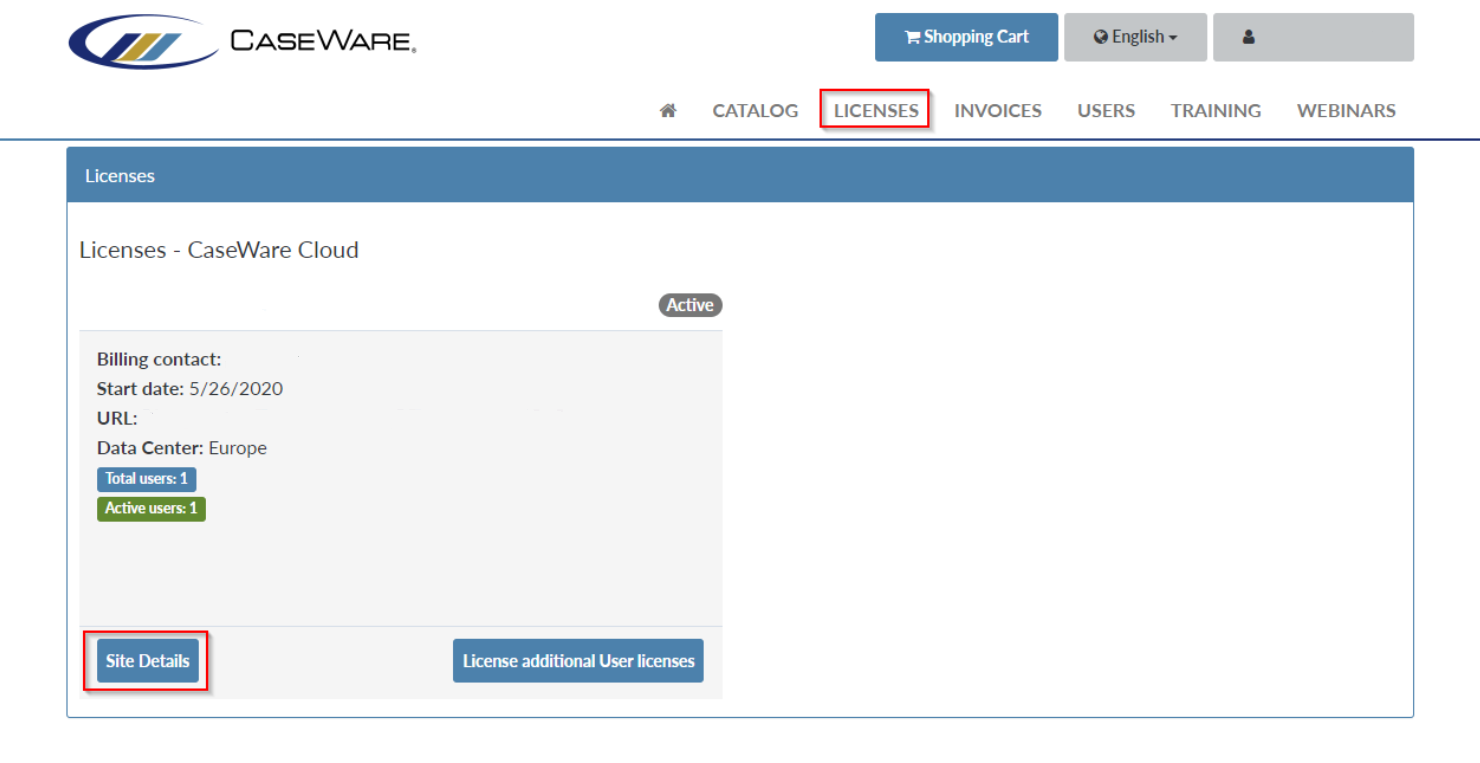 CASEWARE®
Shopping Cart
English
CATALOG LICENSES INVOICES USERS TRAINING WEBINARS
Licenses
Licenses - CaseWare Cloud
Active
Billing contact:
Start date: 5/26/2020
URL:
Data Center: Europe
Total users: 1
Active users: 1
Site Details
License additional User licenses